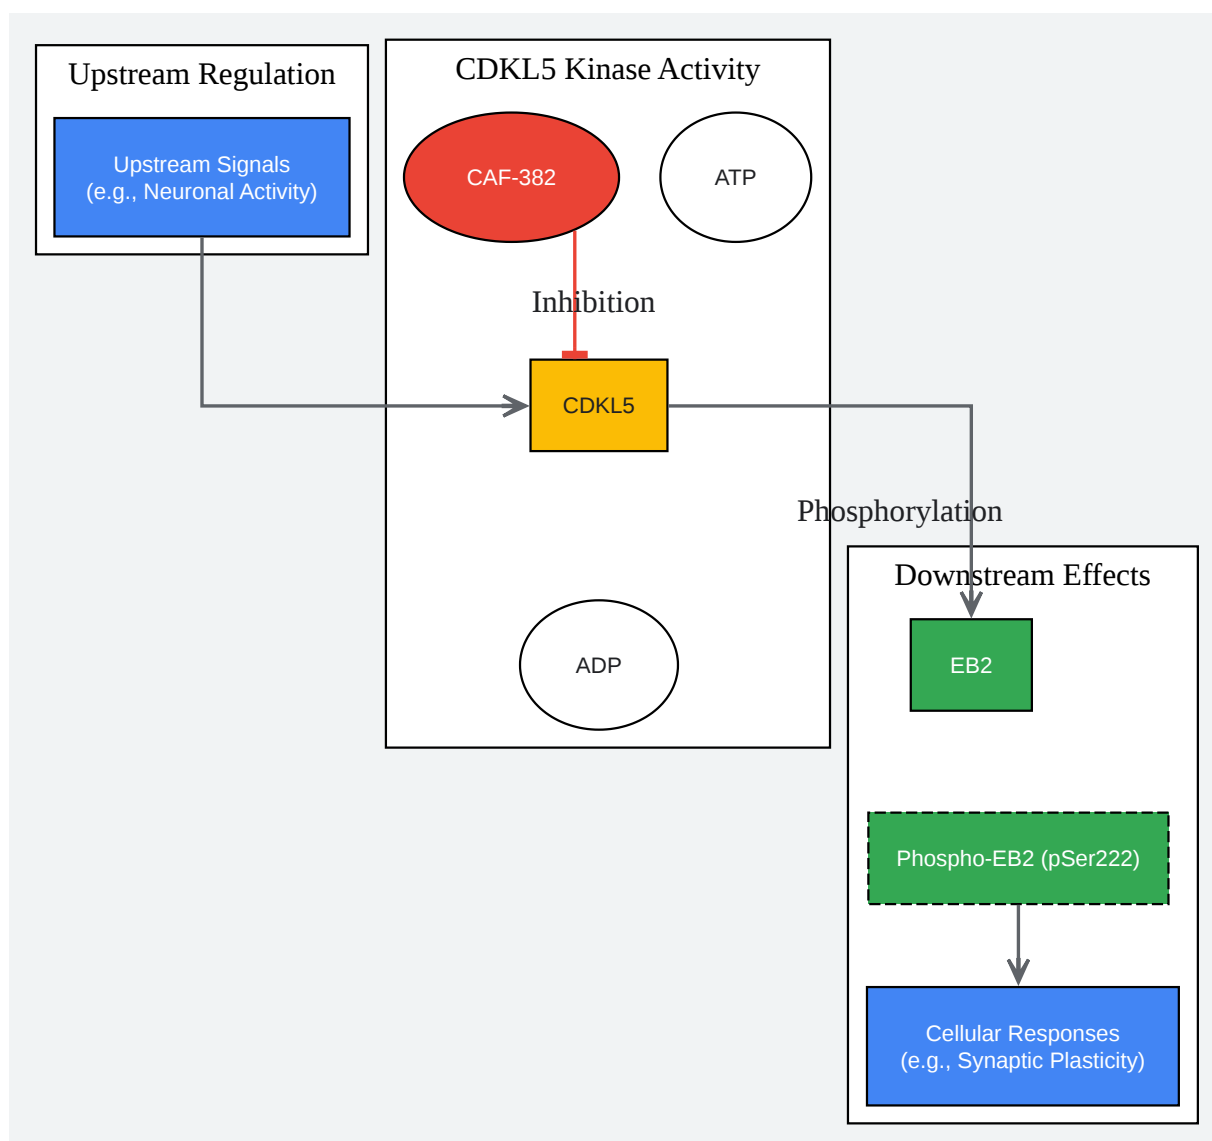 Upstream Regulation
Upstream Signals
(e.g., Neuronal Activity)
CDKL5 Kinase Activity
CAF-382
ATP
Inhibition
CDKL5
Phosphorylation
ADP
Downstream Effects
EB2
Phospho-EB2 (pSer222)
Cellular Responses
(e.g., Synaptic Plasticity)